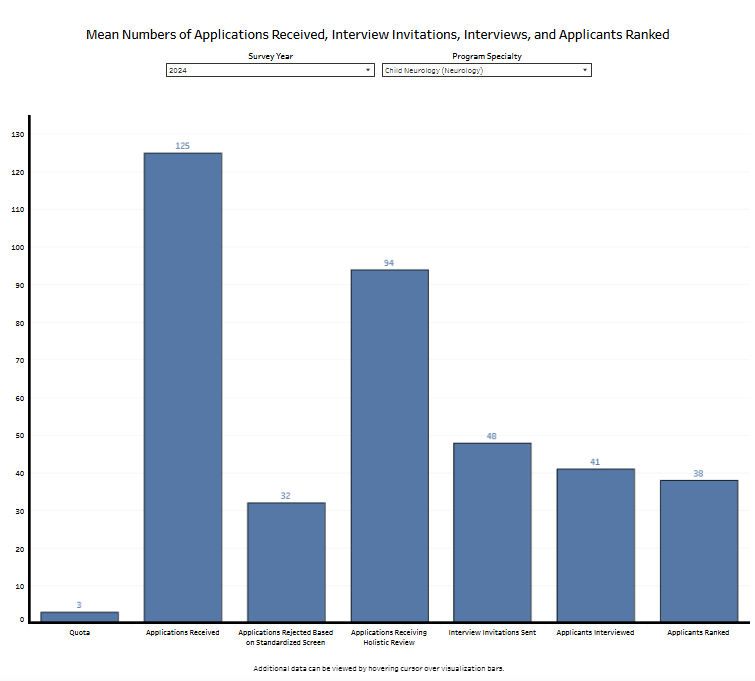 Mean Numbers of Applications Received, Interview Invitations, Interviews, and Applicants Ranked
Survey Year
Program Specialty
2024
Child Neurology (Neurology)
130
120
110
100
90
80
70
60
50
40
30
20
10
0
3
125
32
94
48
41
38
Quota
Applications Received
Applications Rejected Based
on Standardized Screen
Applications Receiving
Holistic Review
Interview Invitations Sent
Applicants Interviewed
Applicants Ranked
Additional data can be viewed by hovering cursor over visualization bars.